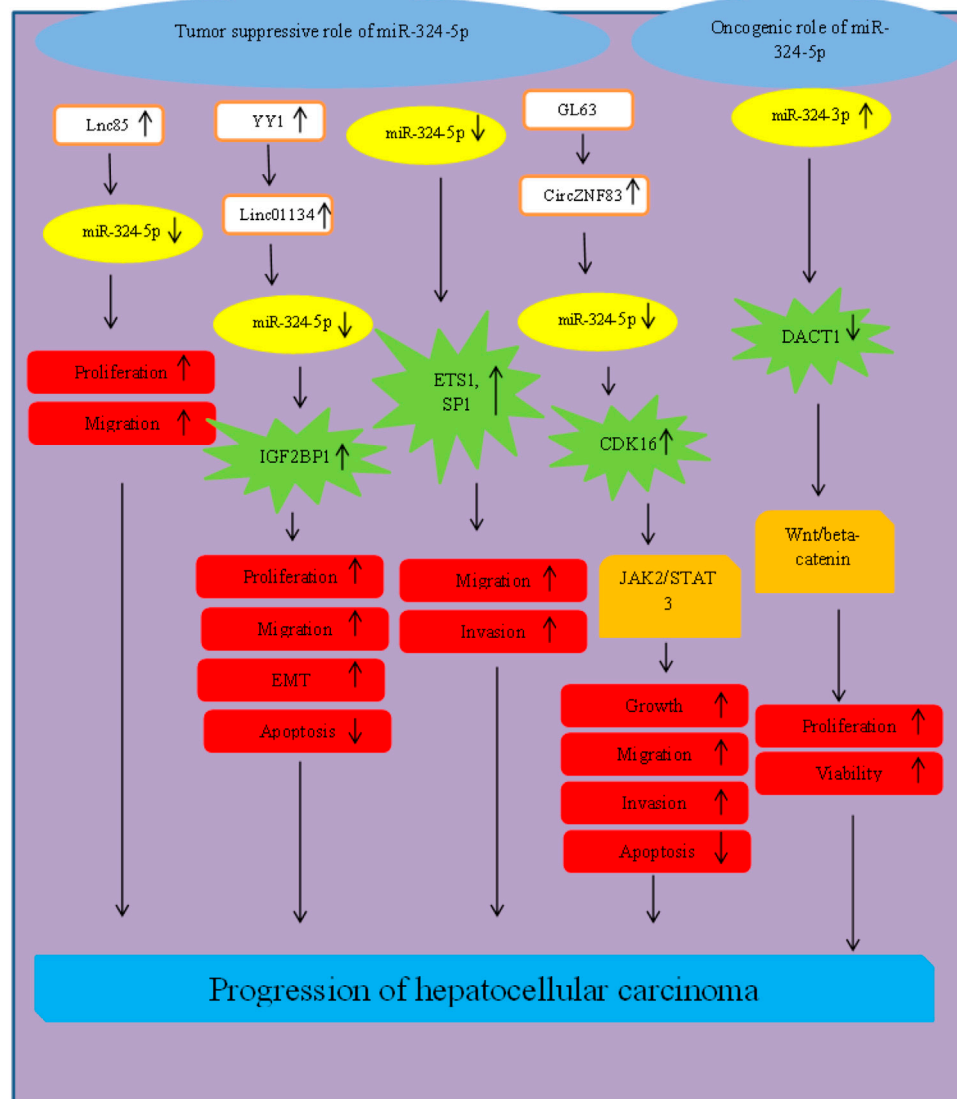 Tumor suppressive role of miR-324-5p
Oncogenic role of miR-
324-5p
Lnc85 ↑
miR-324-5p ↓
Proliferation ↑
Migration ↑
YY1 ↑
Linc01134 ↑
miR-324-5p ↓
IGF2BP1 ↑
Proliferation ↑
Migration ↑
EMT ↑
Apoptosis ↓
miR-324-5p ↓
ETS1,
SP1 ↑
Migration ↑
Invasion ↑
GL63
CircZNF83 ↑
miR-324-5p ↓
CDK16 ↑
JAK2/STAT
3
Growth ↑
Migration ↑
Invasion ↑
Apoptosis ↓
miR-324-3p ↑
DACT1 ↓
Wnt/beta-
catenin
Proliferation ↑
Viability ↑
Progression of hepatocellular carcinoma